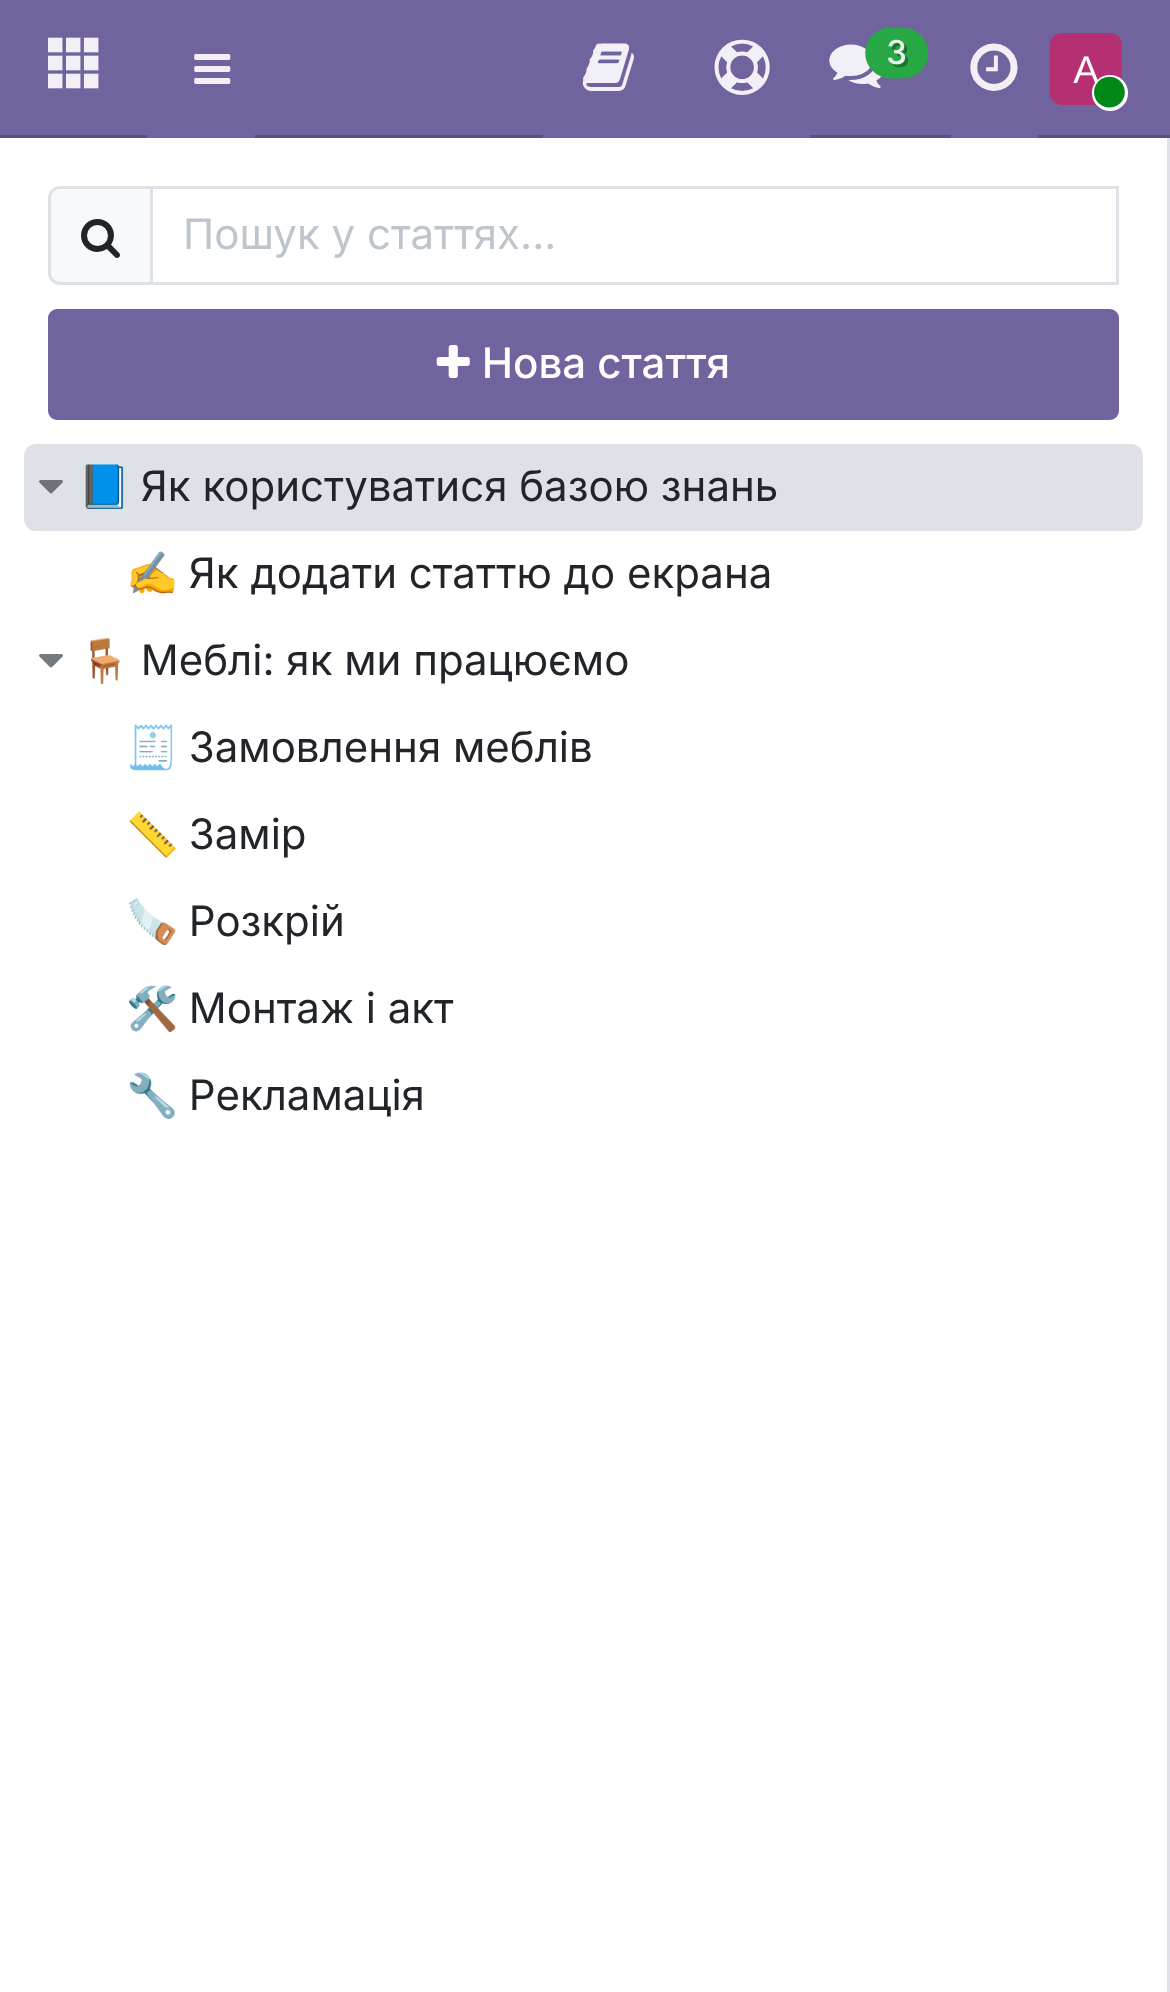 3
A
Пошук у статтях...
Нова стаття
Як користуватися базою знань
Як додати статтю до екрана
Меблі: як ми працюємо
Замовлення меблів
Замір
Розкрій
Монтаж і акт
Рекламація